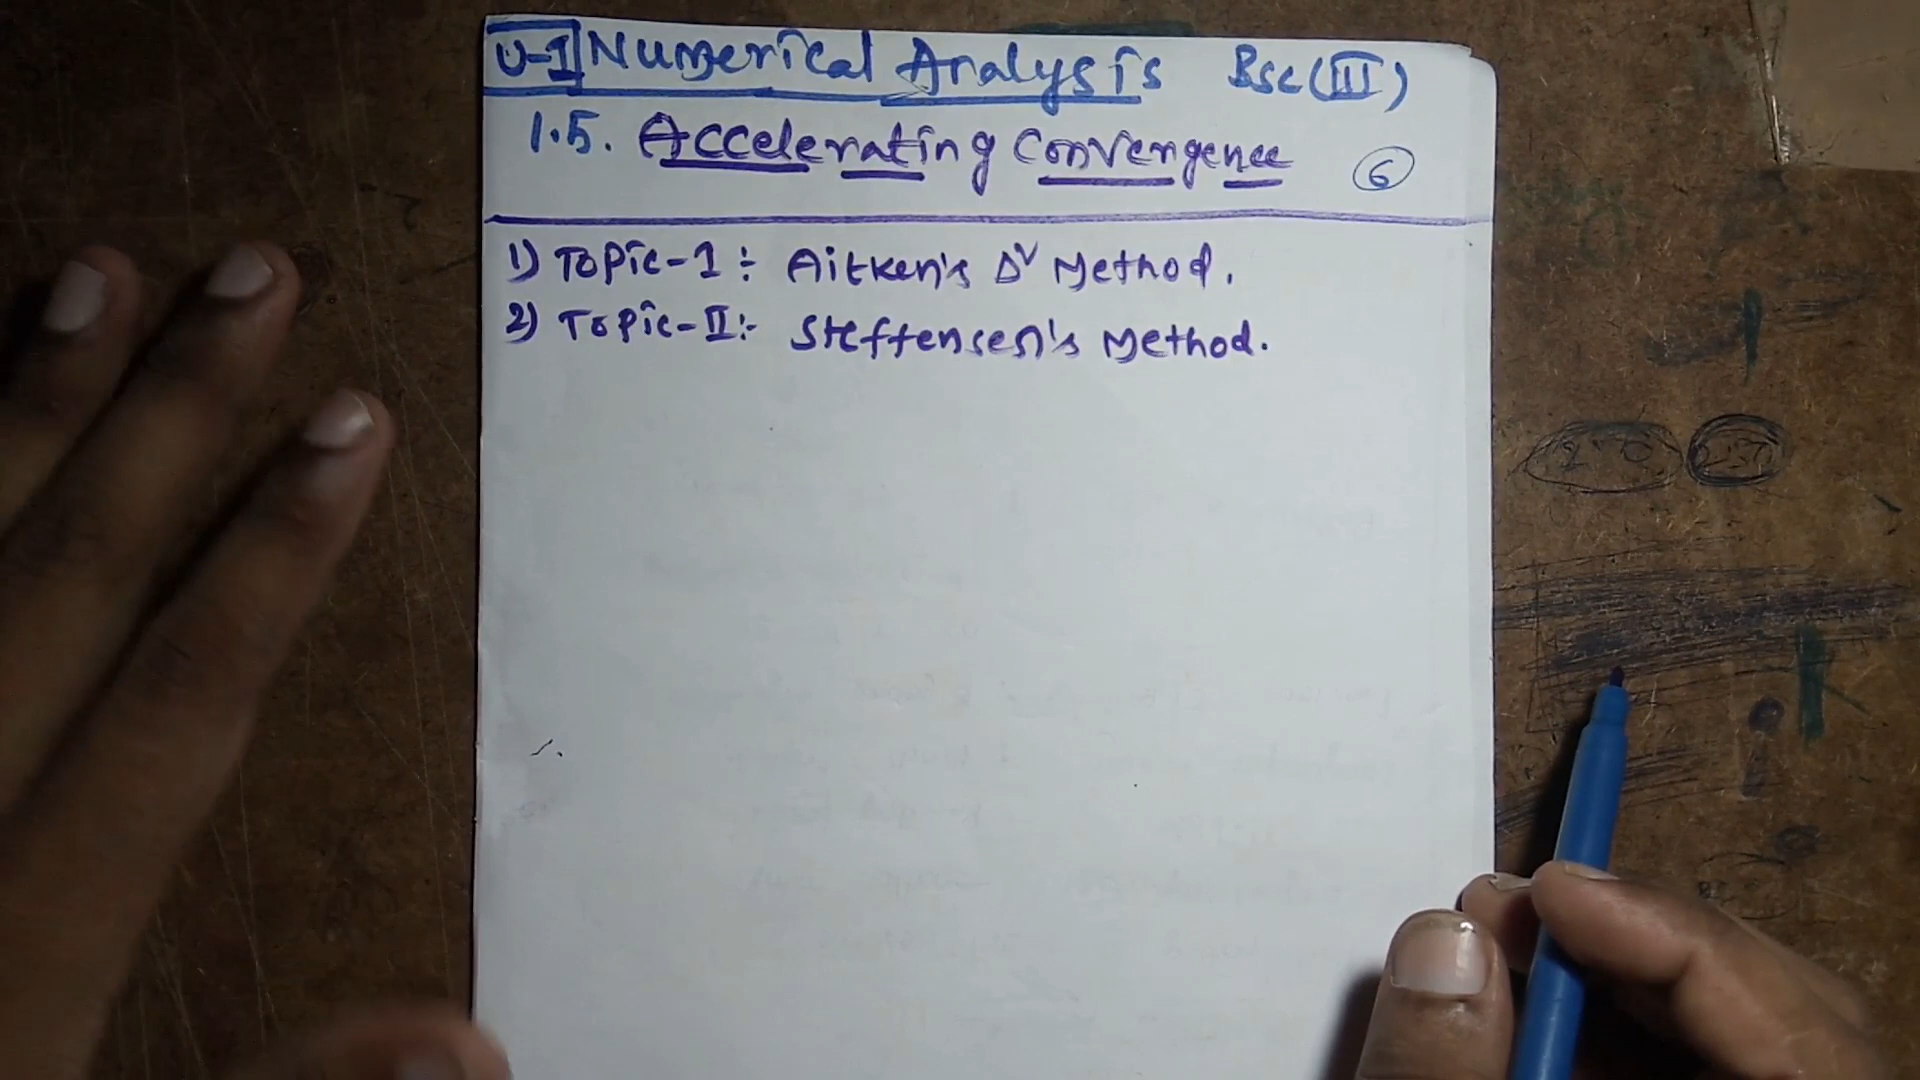 U-1 Numerical Analysis BSC (III)
1.5. Accelerating Convergence 6
1) Topic-1 :- Aitken's Δ² Method.
2) Topic-II :- Steffensen's Method.